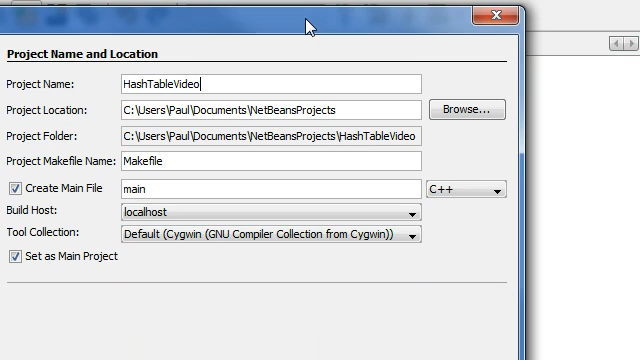 Project Name and Location
Project Name: HashTableVideo
Project Location: C:\Users\Paul\Documents\NetBeansProjects Browse...
Project Folder: C:\Users\Paul\Documents\NetBeansProjects\HashTableVideo
Project Makefile Name: Makefile
Create Main File main C++
Build Host: localhost
Tool Collection: Default (Cygwin (GNU Compiler Collection from Cygwin))
Set as Main Project